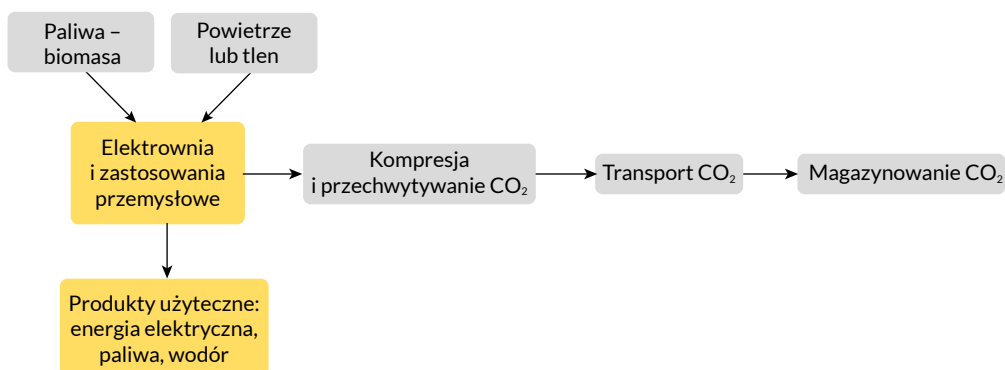 Paliwa –
biomasa
Powietrze
lub tlen
Elektrownia
i zastosowania
przemysłowe
Kompresja
i przechwytywanie CO₂
Transport CO₂
Magazynowanie CO₂
Produkty użyteczne:
energia elektryczna,
paliwa, wodór